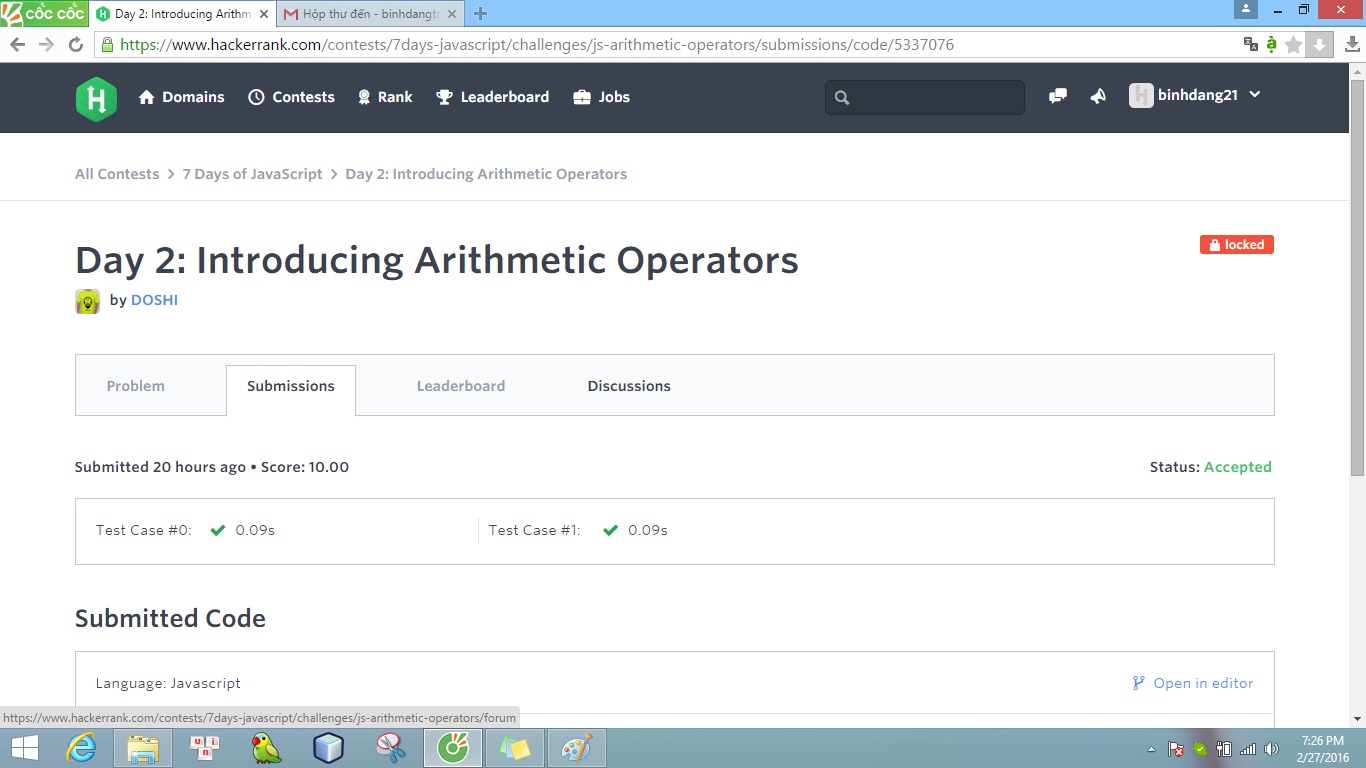 CỐC CỐC
Day 2: Introducing Arithm
Hộp thư đến - binhdangtr
https://www.hackerrank.com/contests/7days-javascript/challenges/js-arithmetic-operators/submissions/code/5337076
Domains Contests Rank Leaderboard Jobs binhdang21
All Contests > 7 Days of JavaScript > Day 2: Introducing Arithmetic Operators
locked
Day 2: Introducing Arithmetic Operators
by DOSHI
Problem Submissions Leaderboard Discussions
Submitted 20 hours ago • Score: 10.00 Status: Accepted
Test Case #0: ✔ 0.09s Test Case #1: ✔ 0.09s
Submitted Code
Language: Javascript Open in editor
https://www.hackerrank.com/contests/7days-javascript/challenges/js-arithmetic-operators/forum
7:26 PM
2/27/2016